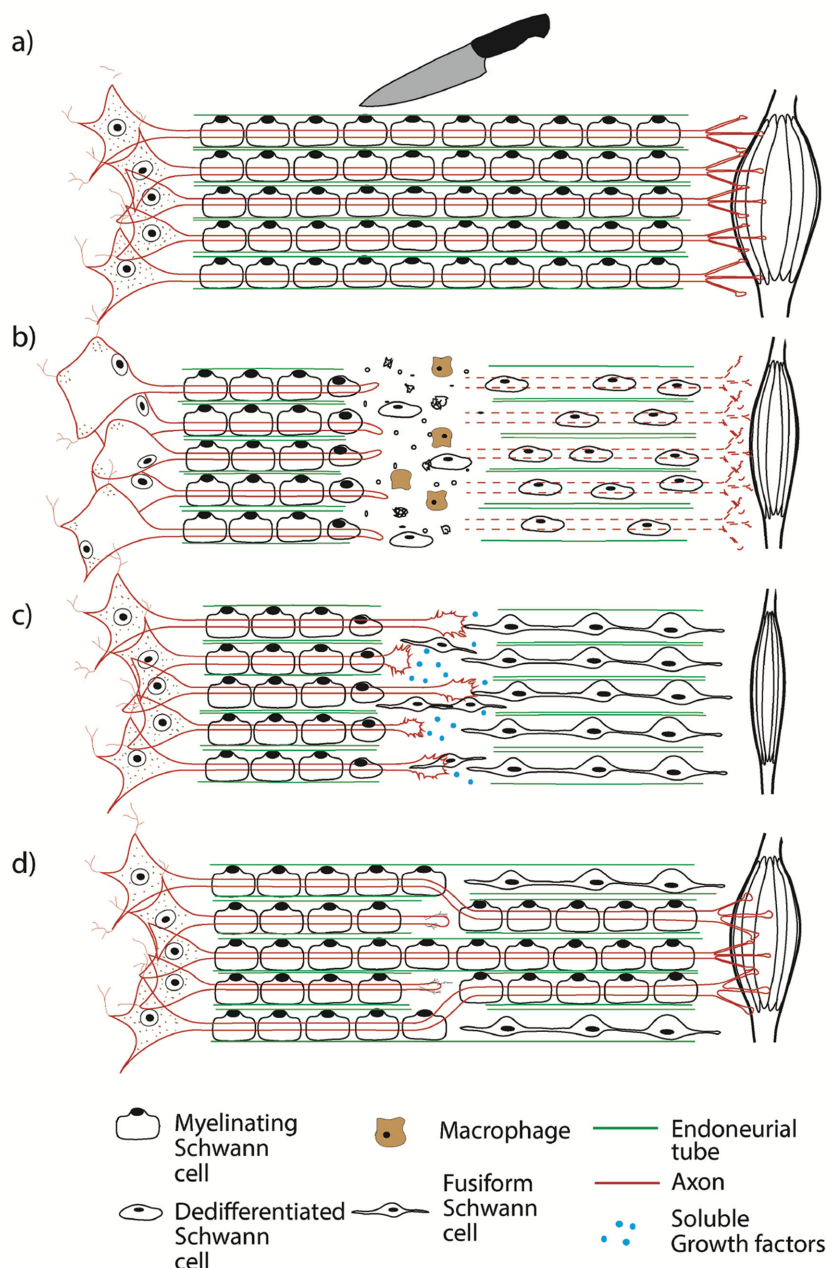 a)
b)
c)
d)
Myelinating
Schwann
cell
Macrophage
Endoneurial
tube
Dedifferentiated
Schwann
cell
Fusiform
Schwann
cell
Axon
Soluble
Growth factors